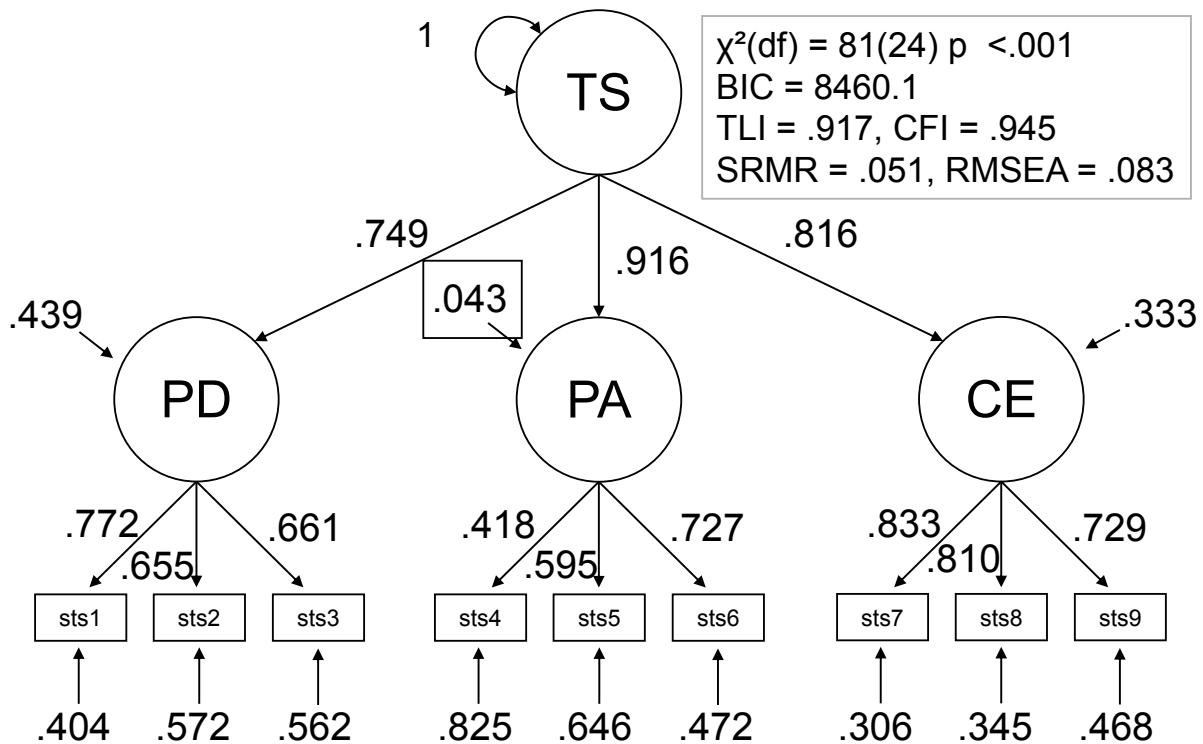 1
TS
χ²(df) = 81(24) p <.001
BIC = 8460.1
TLI = .917, CFI = .945
SRMR = .051, RMSEA = .083
.749
.916
.816
.439
.043
.333
PD
PA
CE
.772
.655
.661
.418
.595
.727
.833
.810
.729
sts1
sts2
sts3
sts4
sts5
sts6
sts7
sts8
sts9
.404
.572
.562
.825
.646
.472
.306
.345
.468